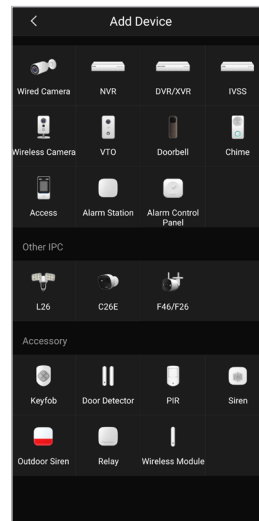 Add Device
Wired Camera NVR DVR/XVR IVSS
Wireless Camera VTO Doorbell Chime
Access Alarm Station Alarm Control
Panel
Other IPC
L26 C26E F46/F26
Accessory
Keyfob Door Detector PIR Siren
Outdoor Siren Relay Wireless Module